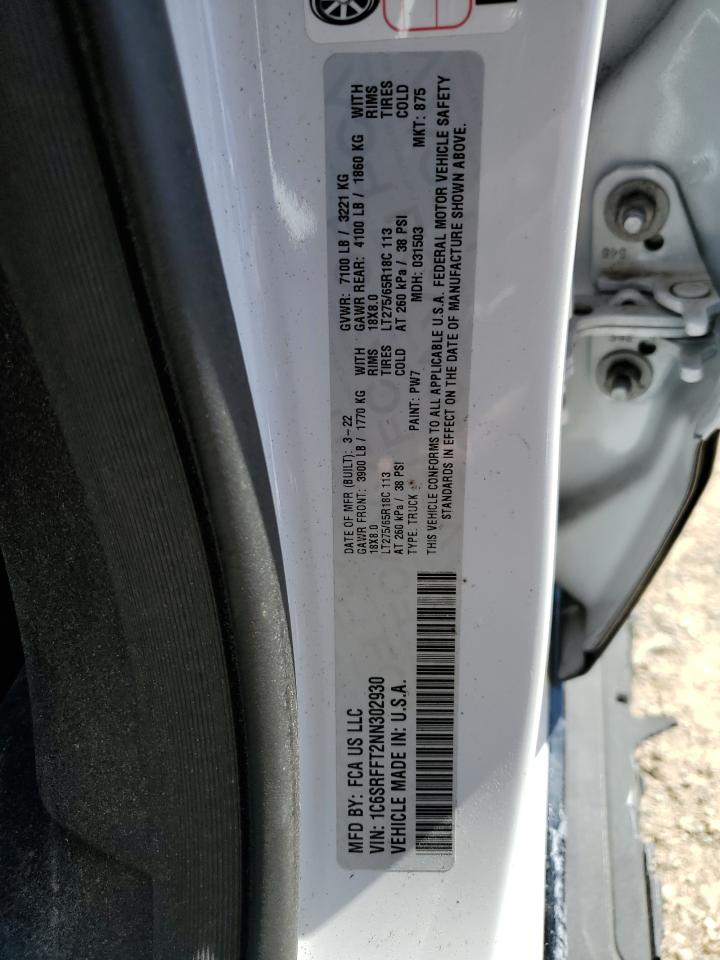 MFD BY: FCA US LLC
VIN: 1C6SRFFT2NN302930
VEHICLE MADE IN: U.S.A.
DATE OF MFR (BUILT): 3-22 GVWR: 7100 LB / 3221 KG
GAWR FRONT: 3900 LB / 1770 KG WITH GAWR REAR: 4100 LB / 1860 KG WITH
18X8.0 RIMS 18X8.0 RIMS
LT275/65R18C 113 TIRES LT275/65R18C 113 TIRES
AT 260 kPa / 38 PSI COLD AT 260 kPa / 38 PSI COLD
TYPE: TRUCK PAINT: PW7 MDH: 031503 MKT: 875
THIS VEHICLE CONFORMS TO ALL APPLICABLE U.S.A. FEDERAL MOTOR VEHICLE SAFETY
STANDARDS IN EFFECT ON THE DATE OF MANUFACTURE SHOWN ABOVE.